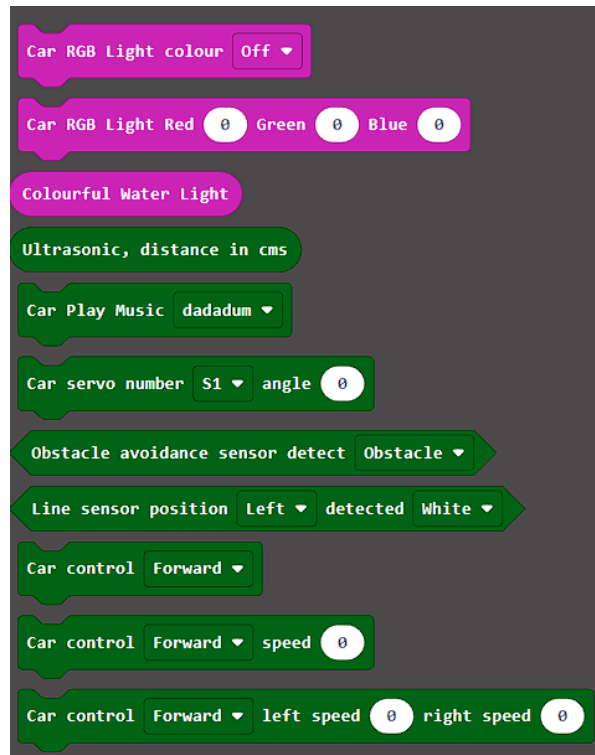 Car RGB Light colour Off
Car RGB Light Red 0 Green 0 Blue 0
Colourful Water Light
Ultrasonic, distance in cms
Car Play Music dadadum
Car servo number S1 angle 0
Obstacle avoidance sensor detect Obstacle
Line sensor position Left detected White
Car control Forward
Car control Forward speed 0
Car control Forward left speed 0 right speed 0